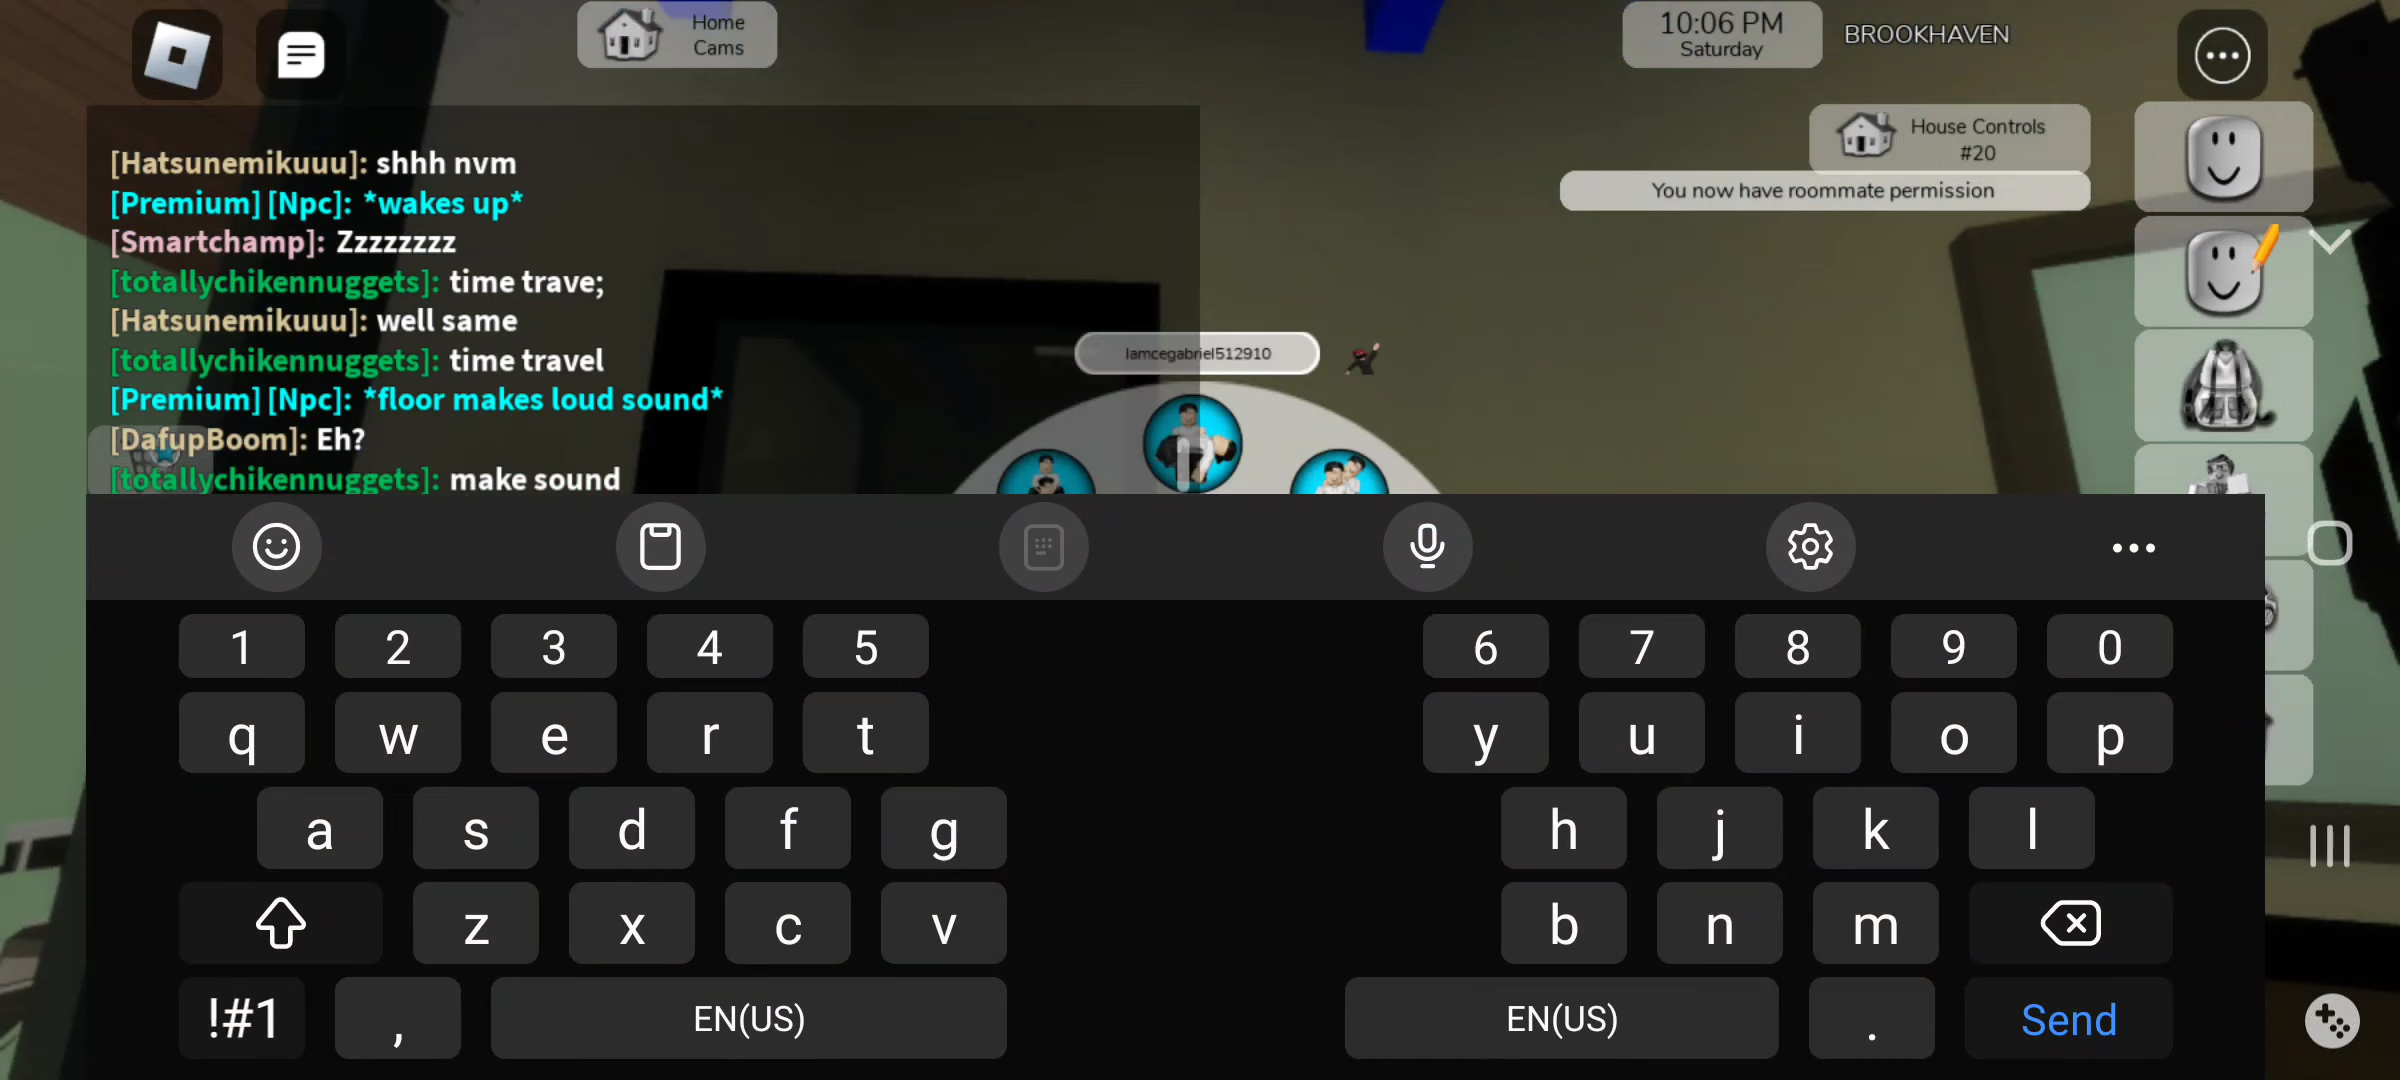 Home
Cams
10:06 PM
Saturday
BROOKHAVEN
House Controls
#20
You now have roommate permission
[Hatsunemikuuu]: shhh nvm
[Premium] [Npc]: *wakes up*
[Smartchamp]: Zzzzzzzz
[totallychikennuggets]: time trave;
[Hatsunemikuuu]: well same
[totallychikennuggets]: time travel
[Premium] [Npc]: *floor makes loud sound*
[DafupBoom]: Eh?
[totallychikennuggets]: make sound
Iamcegabriel512910
1 2 3 4 5 6 7 8 9 0
q w e r t y u i o p
a s d f g h j k l
z x c v b n m
!#1 , EN(US) EN(US) . Send